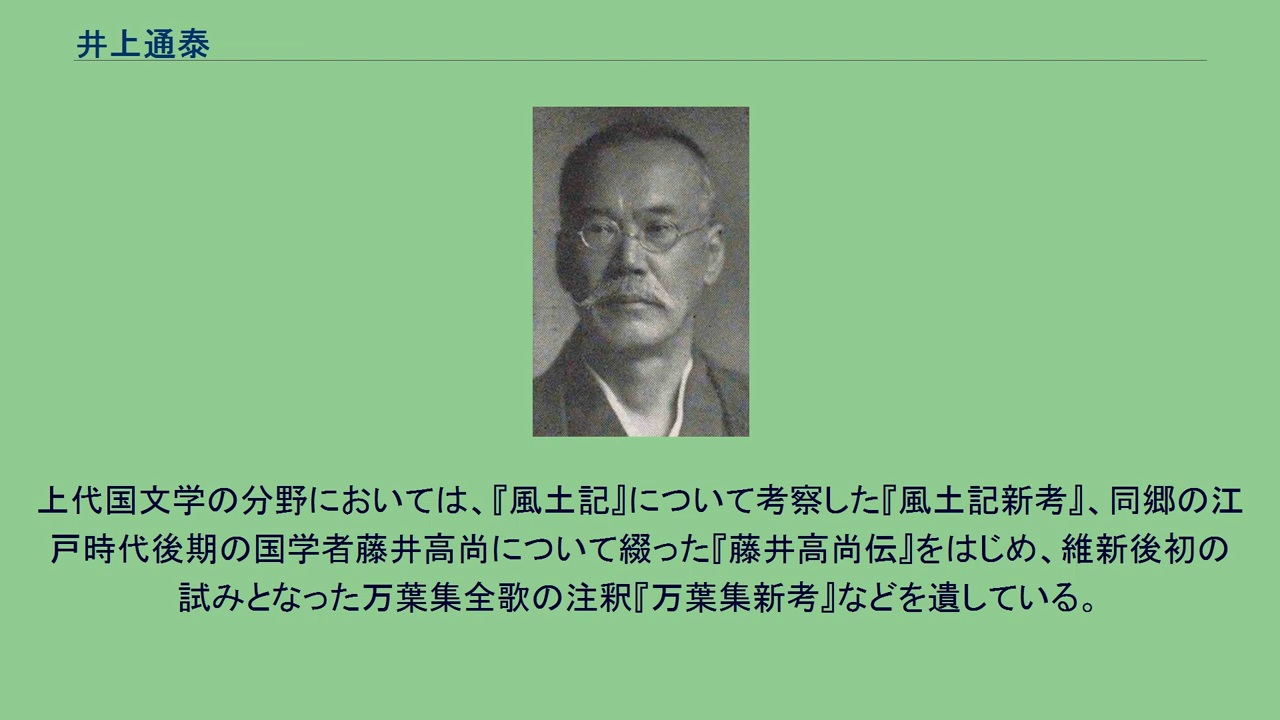 井上通泰
上代国文学の分野においては、『風土記』について考察した『風土記新考』、同郷の江
戸時代後期の国学者藤井高尚について綴った『藤井高尚伝』をはじめ、維新後初の
試みとなった万葉集全歌の注釈『万葉集新考』などを遺している。